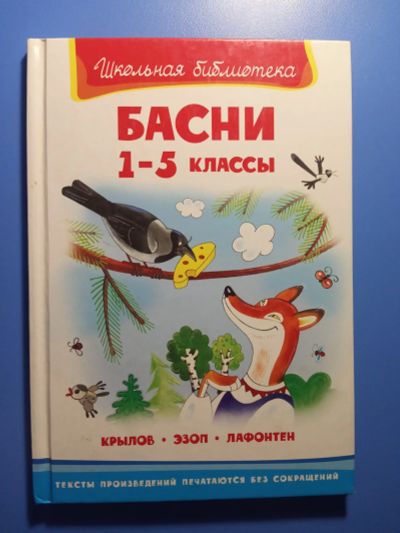 Школьная библиотека
БАСНИ
1-5 КЛАССЫ
КРЫЛОВ • ЭЗОП • ЛАФОНТЕН
ТЕКСТЫ ПРОИЗВЕДЕНИЙ ПЕЧАТАЮТСЯ БЕЗ СОКРАЩЕНИЙ